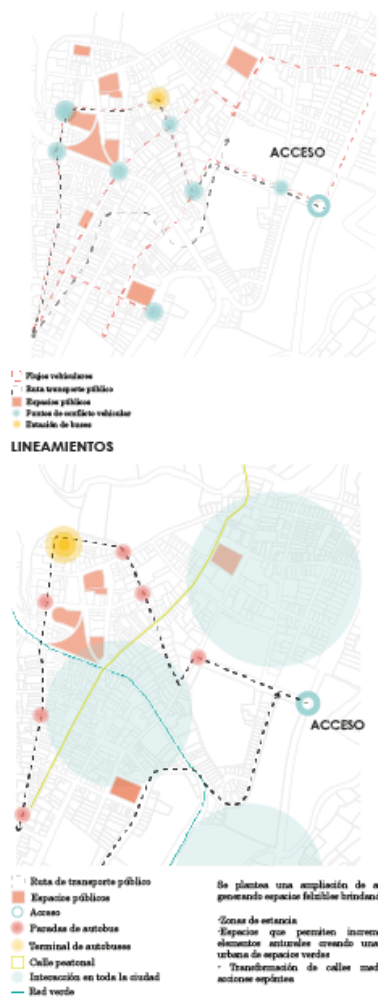 ACCESO
Flujos vehiculares
Ruta transporte público
Espacios públicos
Puntos de conflicto vehicular
Estación de buses
LINEAMIENTOS
ACCESO
Ruta de transporte público
Espacios públicos
Acceso
Paradas de autobus
Terminal de autobuses
Calle peatonal
Interacción en toda la ciudad
Red verde
Se plantea una ampliación de a
generando espacios felxibles brindand
·Zonas de estancia
·Espacios que permiten increm
elementos anturales creando una
urbana de espacios verdes
· Transformación de calles med
acciones espónten